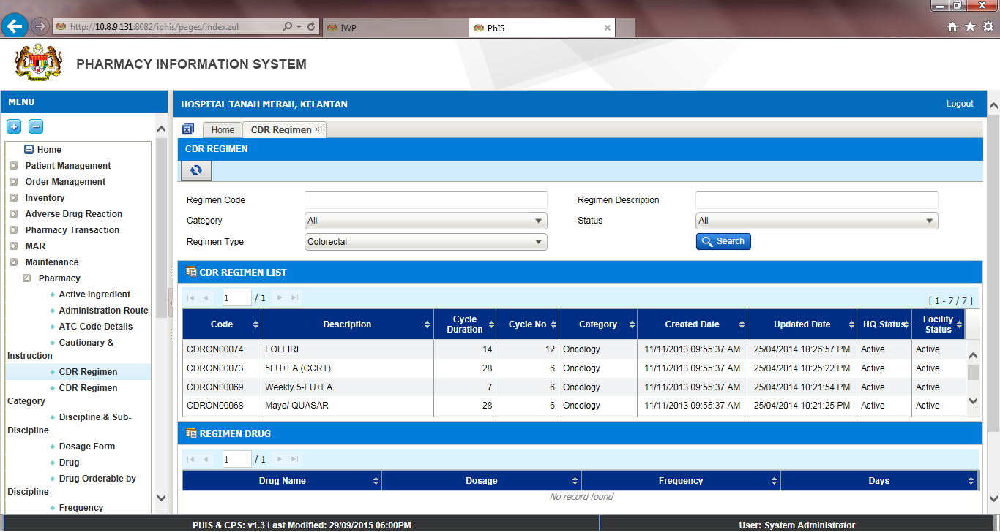 http://10.8.9.131:8082/iphis/pages/index.zul
IWP
PhIS
PHARMACY INFORMATION SYSTEM
MENU
HOSPITAL TANAH MERAH, KELANTAN
Logout
Home
CDR Regimen
CDR REGIMEN
Home
Patient Management
Order Management
Inventory
Adverse Drug Reaction
Pharmacy Transaction
MAR
Maintenance
Pharmacy
Active Ingredient
Administration Route
ATC Code Details
Cautionary &
Instruction
CDR Regimen
CDR Regimen
Category
Discipline & Sub-
Discipline
Dosage Form
Drug
Drug Orderable by
Discipline
Frequency
Regimen Code
Regimen Description
Category All
Status All
Regimen Type Colorectal
Search
CDR REGIMEN LIST
1 / 1
[ 1 - 7 / 7 ]
Code Description Cycle Duration Cycle No Category Created Date Updated Date HQ Status Facility Status
CDRON00074 FOLFIRI 14 12 Oncology 11/11/2013 09:55:37 AM 25/04/2014 10:26:57 PM Active Active
CDRON00073 5FU+FA (CCRT) 28 6 Oncology 11/11/2013 09:55:37 AM 25/04/2014 10:25:22 PM Active Active
CDRON00069 Weekly 5-FU+FA 7 6 Oncology 11/11/2013 09:55:37 AM 25/04/2014 10:21:54 PM Active Active
CDRON00068 Mayo/ QUASAR 28 6 Oncology 11/11/2013 09:55:37 AM 25/04/2014 10:21:25 PM Active Active
REGIMEN DRUG
1 / 1
Drug Name Dosage Frequency Days
No record found
PHIS & CPS: v1.3 Last Modified: 29/09/2015 06:00PM
User: System Administrator